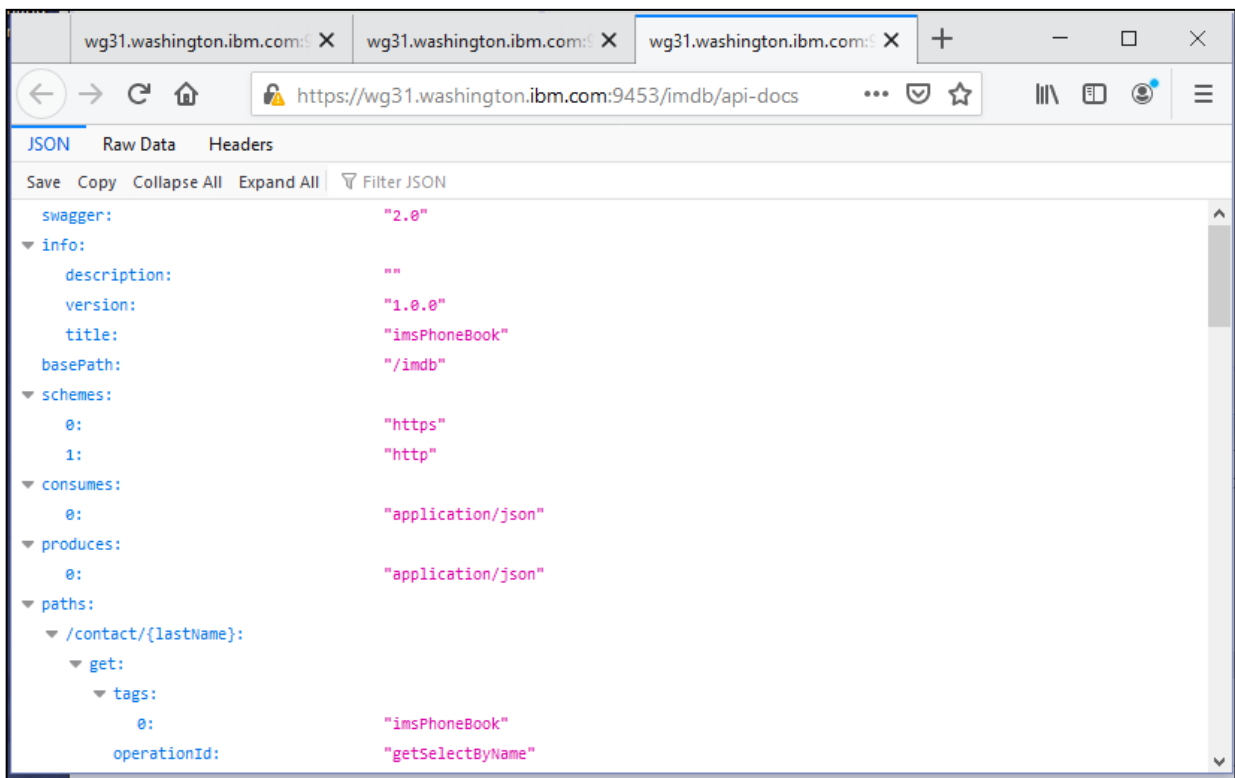 wg31.washington.ibm.com:9 wg31.washington.ibm.com:9 wg31.washington.ibm.com:9
https://wg31.washington.ibm.com:9453/imdb/api-docs
JSON Raw Data Headers
Save Copy Collapse All Expand All Filter JSON
swagger: "2.0"
info:
description: ""
version: "1.0.0"
title: "imsPhoneBook"
basePath: "/imdb"
schemes:
0: "https"
1: "http"
consumes:
0: "application/json"
produces:
0: "application/json"
paths:
/contact/{lastName}:
get:
tags:
0: "imsPhoneBook"
operationId: "getSelectByName"